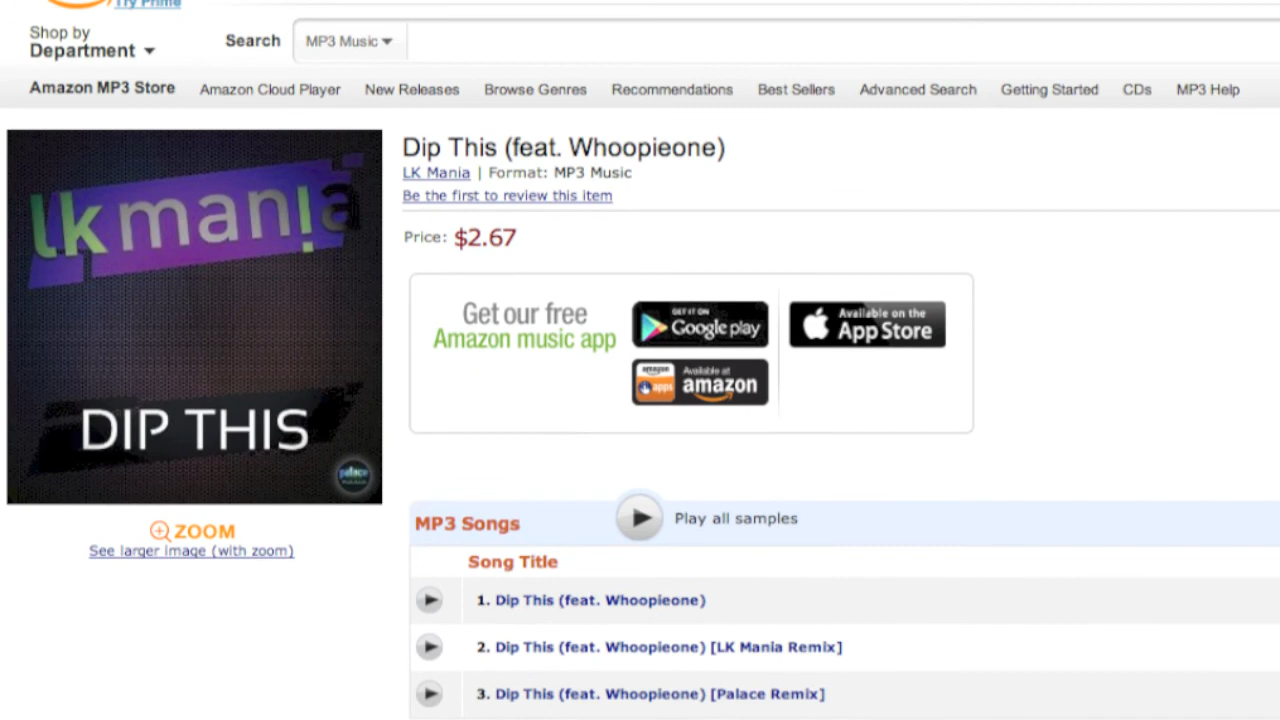 Try Prime
Shop by
Department
Search
MP3 Music
Amazon MP3 Store
Amazon Cloud Player
New Releases
Browse Genres
Recommendations
Best Sellers
Advanced Search
Getting Started
CDs
MP3 Help
lkmania
DIP THIS
palace
ZOOM
See larger image (with zoom)
Dip This (feat. Whoopieone)
LK Mania | Format: MP3 Music
Be the first to review this item
Price: $2.67
Get our free
Amazon music app
GET IT ON
Google play
Available on the
App Store
amazon
apps
Available at
amazon
MP3 Songs
Play all samples
Song Title
1. Dip This (feat. Whoopieone)
2. Dip This (feat. Whoopieone) [LK Mania Remix]
3. Dip This (feat. Whoopieone) [Palace Remix]